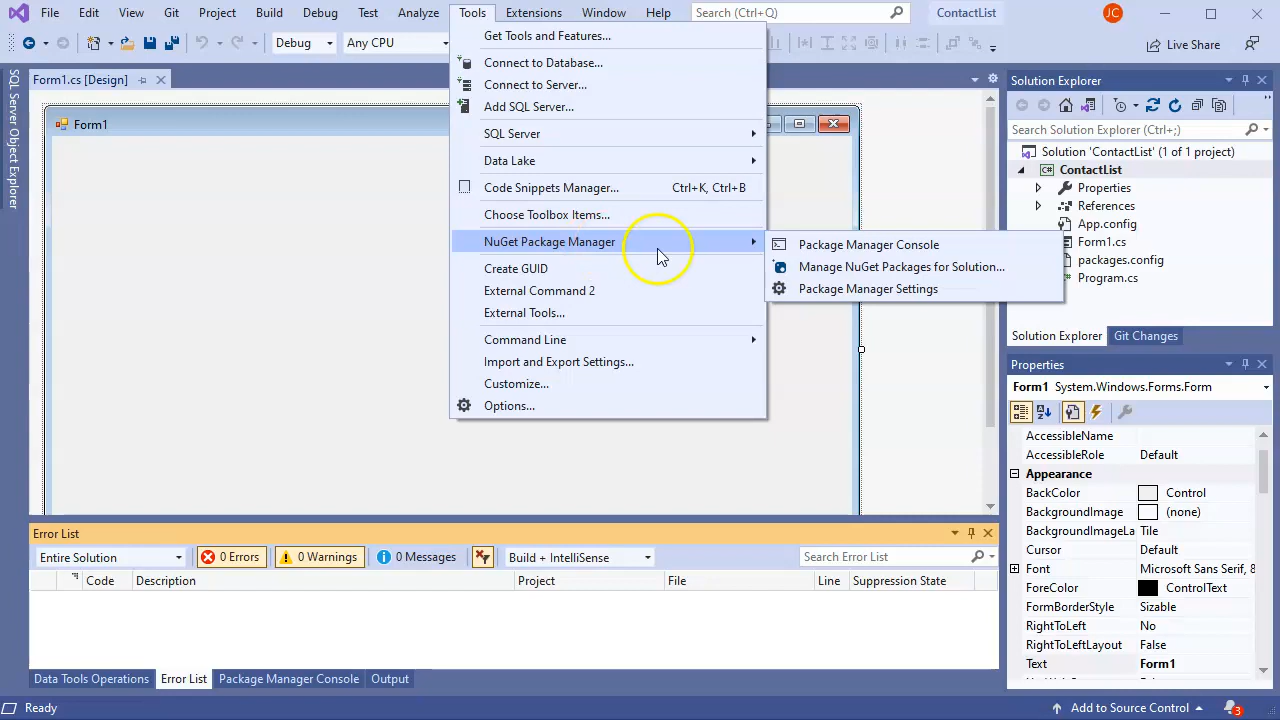 File Edit View Git Project Build Debug Test Analyze Tools Extensions Window Help Search (Ctrl+Q) ContactList JC
Debug Any CPU Live Share
SQL Server Object Explorer
Form1.cs [Design]
Form1
Get Tools and Features...
Connect to Database...
Connect to Server...
Add SQL Server...
SQL Server
Data Lake
Code Snippets Manager... Ctrl+K, Ctrl+B
Choose Toolbox Items...
NuGet Package Manager
Create GUID
External Command 2
External Tools...
Command Line
Import and Export Settings...
Customize...
Options...
Package Manager Console
Manage NuGet Packages for Solution...
Package Manager Settings
Solution Explorer
Search Solution Explorer (Ctrl+;)
Solution 'ContactList' (1 of 1 project)
ContactList
Properties
References
App.config
Form1.cs
packages.config
Program.cs
Solution Explorer Git Changes
Properties
Form1 System.Windows.Forms.Form
AccessibleName
AccessibleRole Default
Appearance
BackColor Control
BackgroundImage (none)
BackgroundImageLa Tile
Cursor Default
Font Microsoft Sans Serif, 8
ForeColor ControlText
FormBorderStyle Sizable
RightToLeft No
RightToLeftLayout False
Text Form1
Error List
Entire Solution 0 Errors 0 Warnings 0 Messages Build + IntelliSense Search Error List
Code Description Project File Line Suppression State
Data Tools Operations Error List Package Manager Console Output
Ready Add to Source Control 3